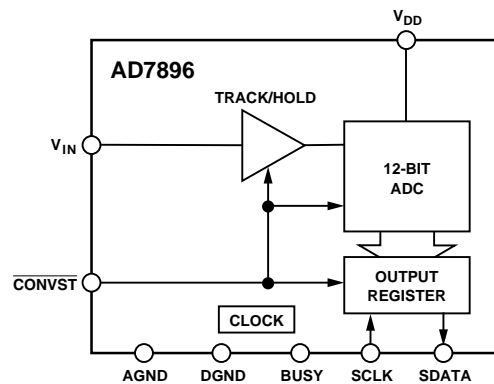 V_DD
AD7896
TRACK/HOLD
V_IN
12-BIT
ADC
CONVST
OUTPUT
REGISTER
CLOCK
AGND DGND BUSY SCLK SDATA